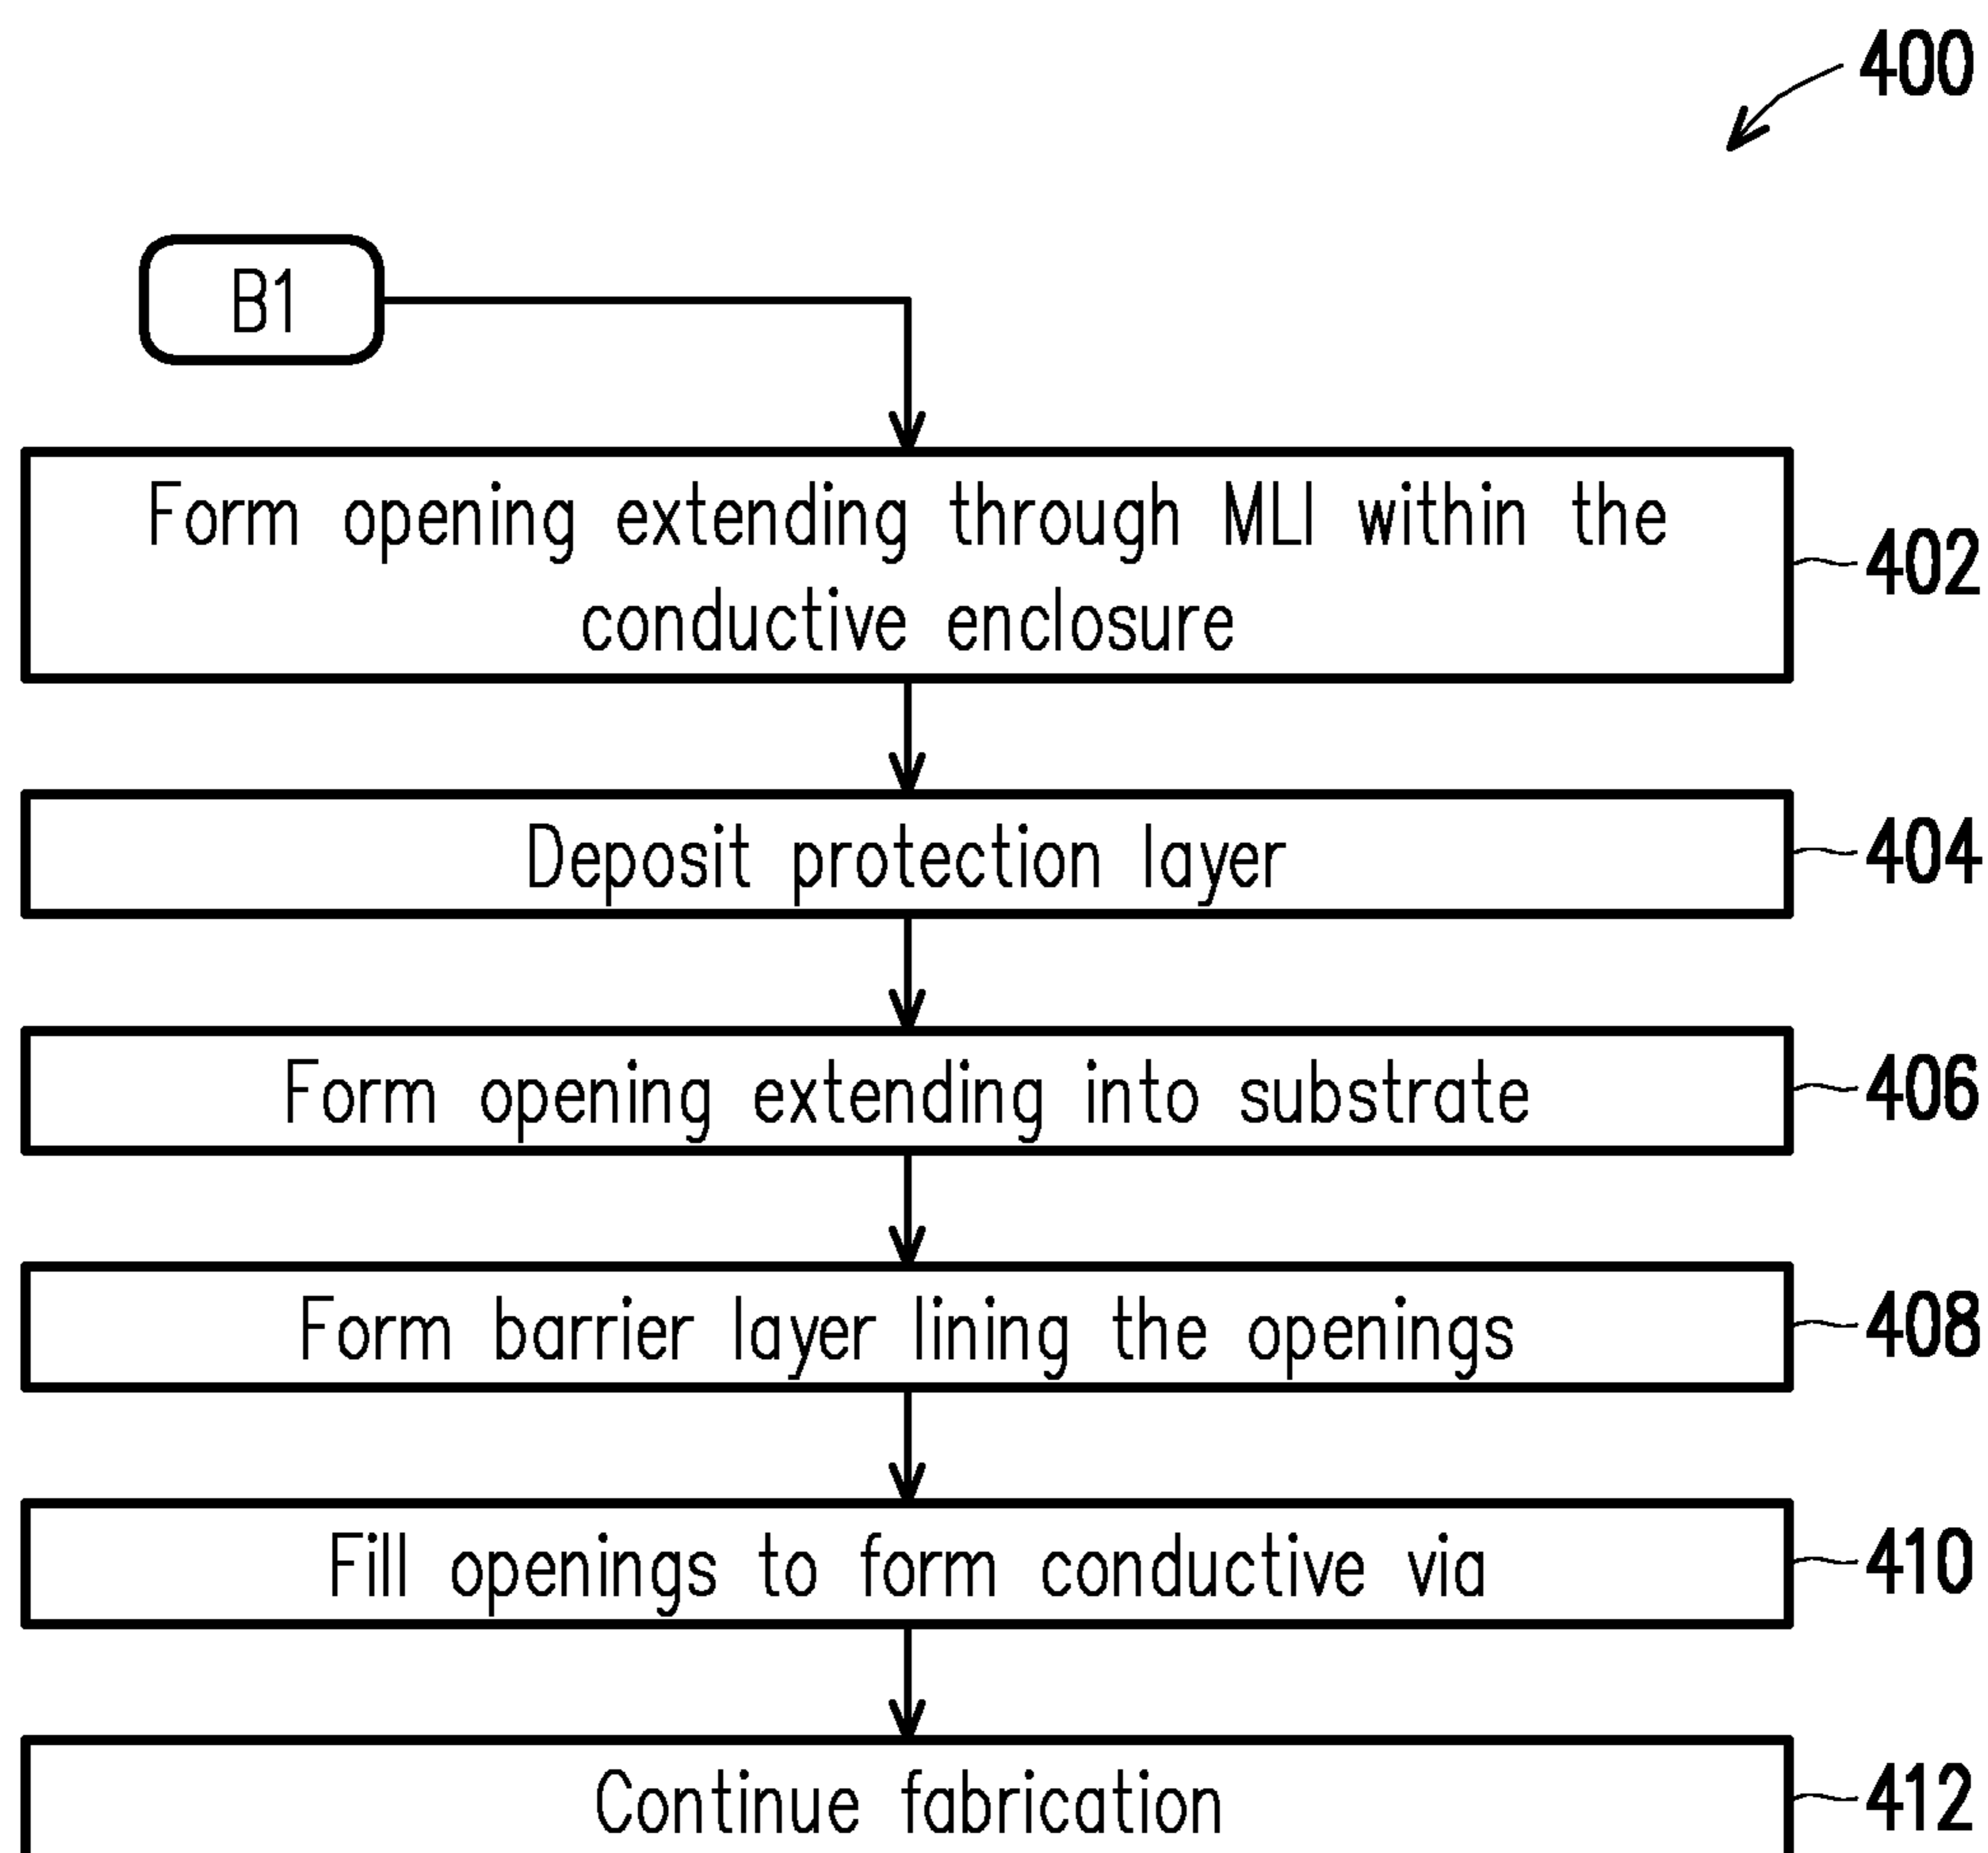 400
B1
Form opening extending through MLI within the
conductive enclosure
402
Deposit protection layer
404
Form opening extending into substrate
406
Form barrier layer lining the openings
408
Fill openings to form conductive via
410
Continue fabrication
412